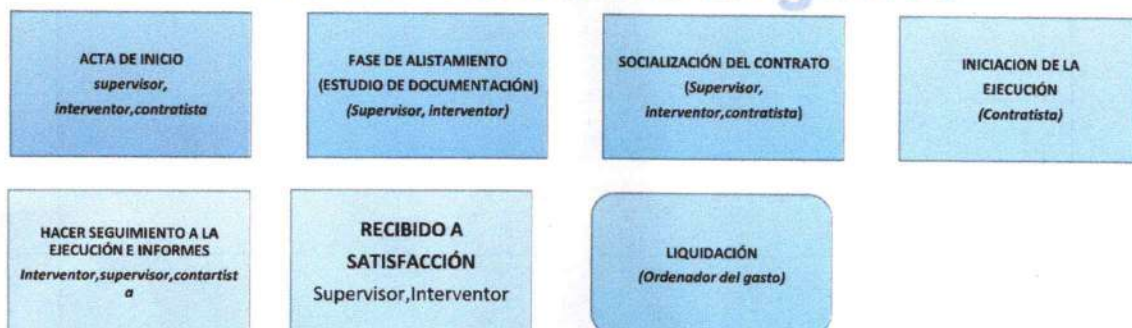 ACTA DE INICIO
supervisor,
interventor,contratista
FASE DE ALISTAMIENTO
(ESTUDIO DE DOCUMENTACIÓN)
(Supervisor, interventor)
SOCIALIZACIÓN DEL CONTRATO
(Supervisor,
interventor,contratista)
INICIACION DE LA
EJECUCIÓN
(Contratista)
HACER SEGUIMIENTO A LA
EJECUCIÓN E INFORMES
Interventor,supervisor,contartist
a
RECIBIDO A
SATISFACCIÓN
Supervisor,Interventor
LIQUIDACIÓN
(Ordenador del gasto)